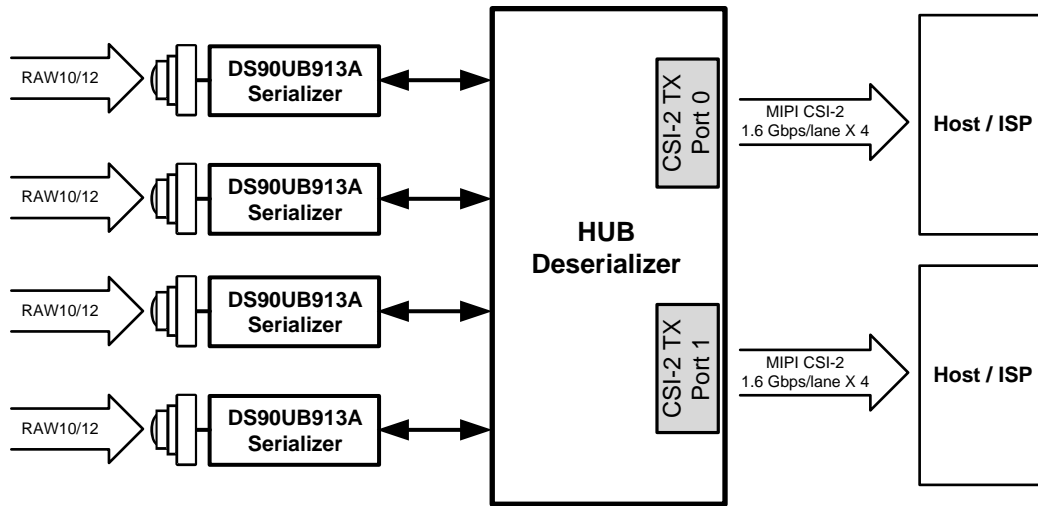 RAW10/12
DS90UB913A
Serializer
RAW10/12
DS90UB913A
Serializer
RAW10/12
DS90UB913A
Serializer
RAW10/12
DS90UB913A
Serializer
HUB
Deserializer
CSI-2 TX
Port 0
CSI-2 TX
Port 1
MIPI CSI-2
1.6 Gbps/lane X 4
Host / ISP
MIPI CSI-2
1.6 Gbps/lane X 4
Host / ISP